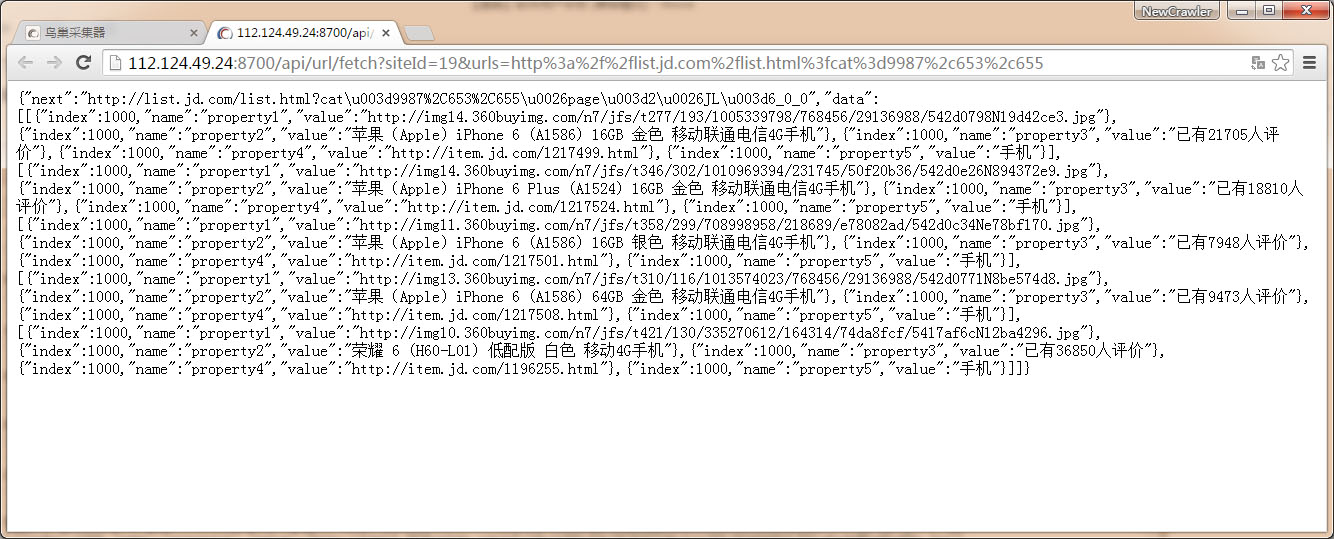 NewCrawler
鸟巢采集器
112.124.49.24:8700/api/
112.124.49.24:8700/api/url/fetch?siteId=19&urls=http%3a%2f%2flist.jd.com%2flist.html%3fcat%3d9987%2c653%2c655
{"next":"http://list.jd.com/list.html?cat\u003d9987%2C653%2C655\u0026page\u003d2\u0026JL\u003d6_0_0","data":
[[{"index":1000,"name":"property1","value":"http://img14.360buyimg.com/n7/jfs/t277/193/1005339798/768456/29136988/542d0798N19d42ce3.jpg"},
{"index":1000,"name":"property2","value":"苹果（Apple）iPhone 6 (A1586) 16GB 金色 移动联通电信4G手机"},{"index":1000,"name":"property3","value":"已有21705人评
价"},{"index":1000,"name":"property4","value":"http://item.jd.com/1217499.html"},{"index":1000,"name":"property5","value":"手机"}],
[{"index":1000,"name":"property1","value":"http://img14.360buyimg.com/n7/jfs/t346/302/1010969394/231745/50f20b36/542d0e26N894372e9.jpg"},
{"index":1000,"name":"property2","value":"苹果（Apple）iPhone 6 Plus (A1524) 16GB 金色 移动联通电信4G手机"},{"index":1000,"name":"property3","value":"已有18810人
评价"},{"index":1000,"name":"property4","value":"http://item.jd.com/1217524.html"},{"index":1000,"name":"property5","value":"手机"}],
[{"index":1000,"name":"property1","value":"http://img11.360buyimg.com/n7/jfs/t358/299/708998958/218689/e78082ad/542d0c34Ne78bf170.jpg"},
{"index":1000,"name":"property2","value":"苹果（Apple）iPhone 6 (A1586) 16GB 银色 移动联通电信4G手机"},{"index":1000,"name":"property3","value":"已有7948人评价"},
{"index":1000,"name":"property4","value":"http://item.jd.com/1217501.html"},{"index":1000,"name":"property5","value":"手机"}],
[{"index":1000,"name":"property1","value":"http://img13.360buyimg.com/n7/jfs/t310/116/1013574023/768456/29136988/542d0771N8be574d8.jpg"},
{"index":1000,"name":"property2","value":"苹果（Apple）iPhone 6 (A1586) 64GB 金色 移动联通电信4G手机"},{"index":1000,"name":"property3","value":"已有9473人评价"},
{"index":1000,"name":"property4","value":"http://item.jd.com/1217508.html"},{"index":1000,"name":"property5","value":"手机"}],
[{"index":1000,"name":"property1","value":"http://img10.360buyimg.com/n7/jfs/t421/130/335270612/164314/74da8fcf/5417af6cN12ba4296.jpg"},
{"index":1000,"name":"property2","value":"荣耀 6 (H60-L01) 低配版 白色 移动4G手机"},{"index":1000,"name":"property3","value":"已有36850人评价"},
{"index":1000,"name":"property4","value":"http://item.jd.com/1196255.html"},{"index":1000,"name":"property5","value":"手机"}]]}